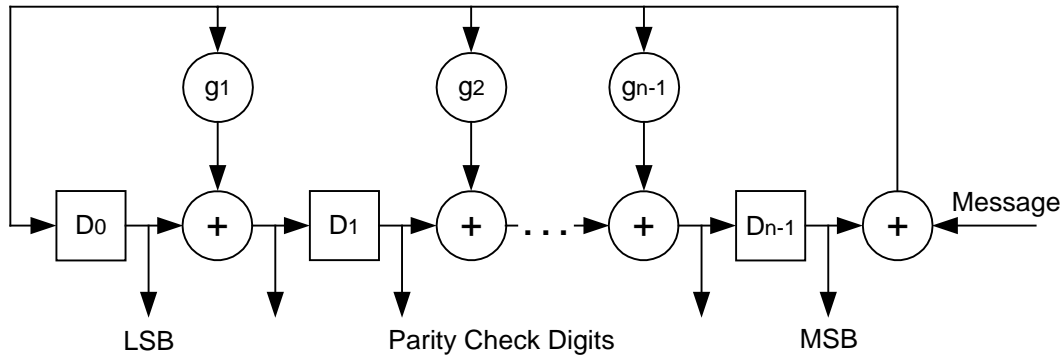 g1 g2 gn-1
Message
D0 + D1 + ... + Dn-1 +
LSB Parity Check Digits MSB